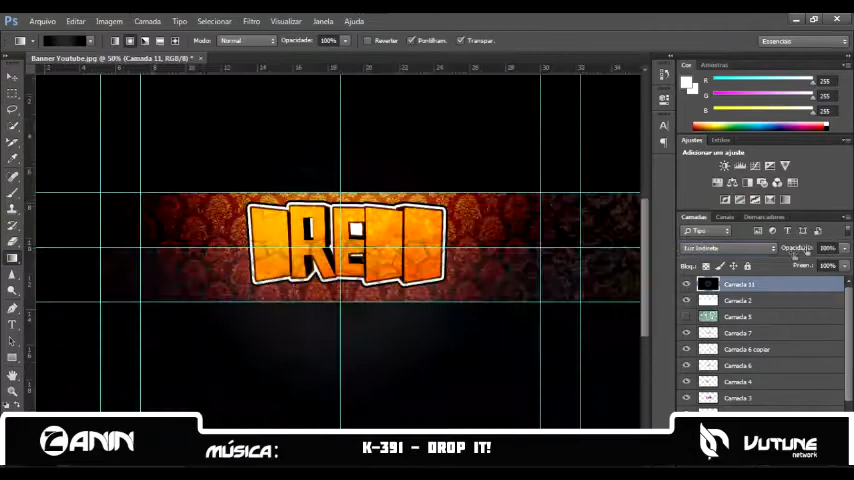 Ps Arquivo Editar Imagem Camada Tipo Selecionar Filtro Visualizar Janela Ajuda
Modo: Normal Opacidade: 100% Reverter Pontilham. Transpar. Essenciais
Banner Youtube.jpg @ 50% (Camada 11, RGB/8) *
Cor Amostras
R 255
G 255
B 255
Ajustes Estilos
Adicionar um ajuste
Camadas Canais Demarcadores
Tipo
Luz Indireta Opacidade: 100%
Bloq.: Preen.: 100%
Camada 11
Camada 2
Camada 5
Camada 7
Camada 6 copiar
Camada 6
Camada 4
Camada 3
ZANIN
MÚSICA:
K-391 - DROP IT!
VUTUNE
network